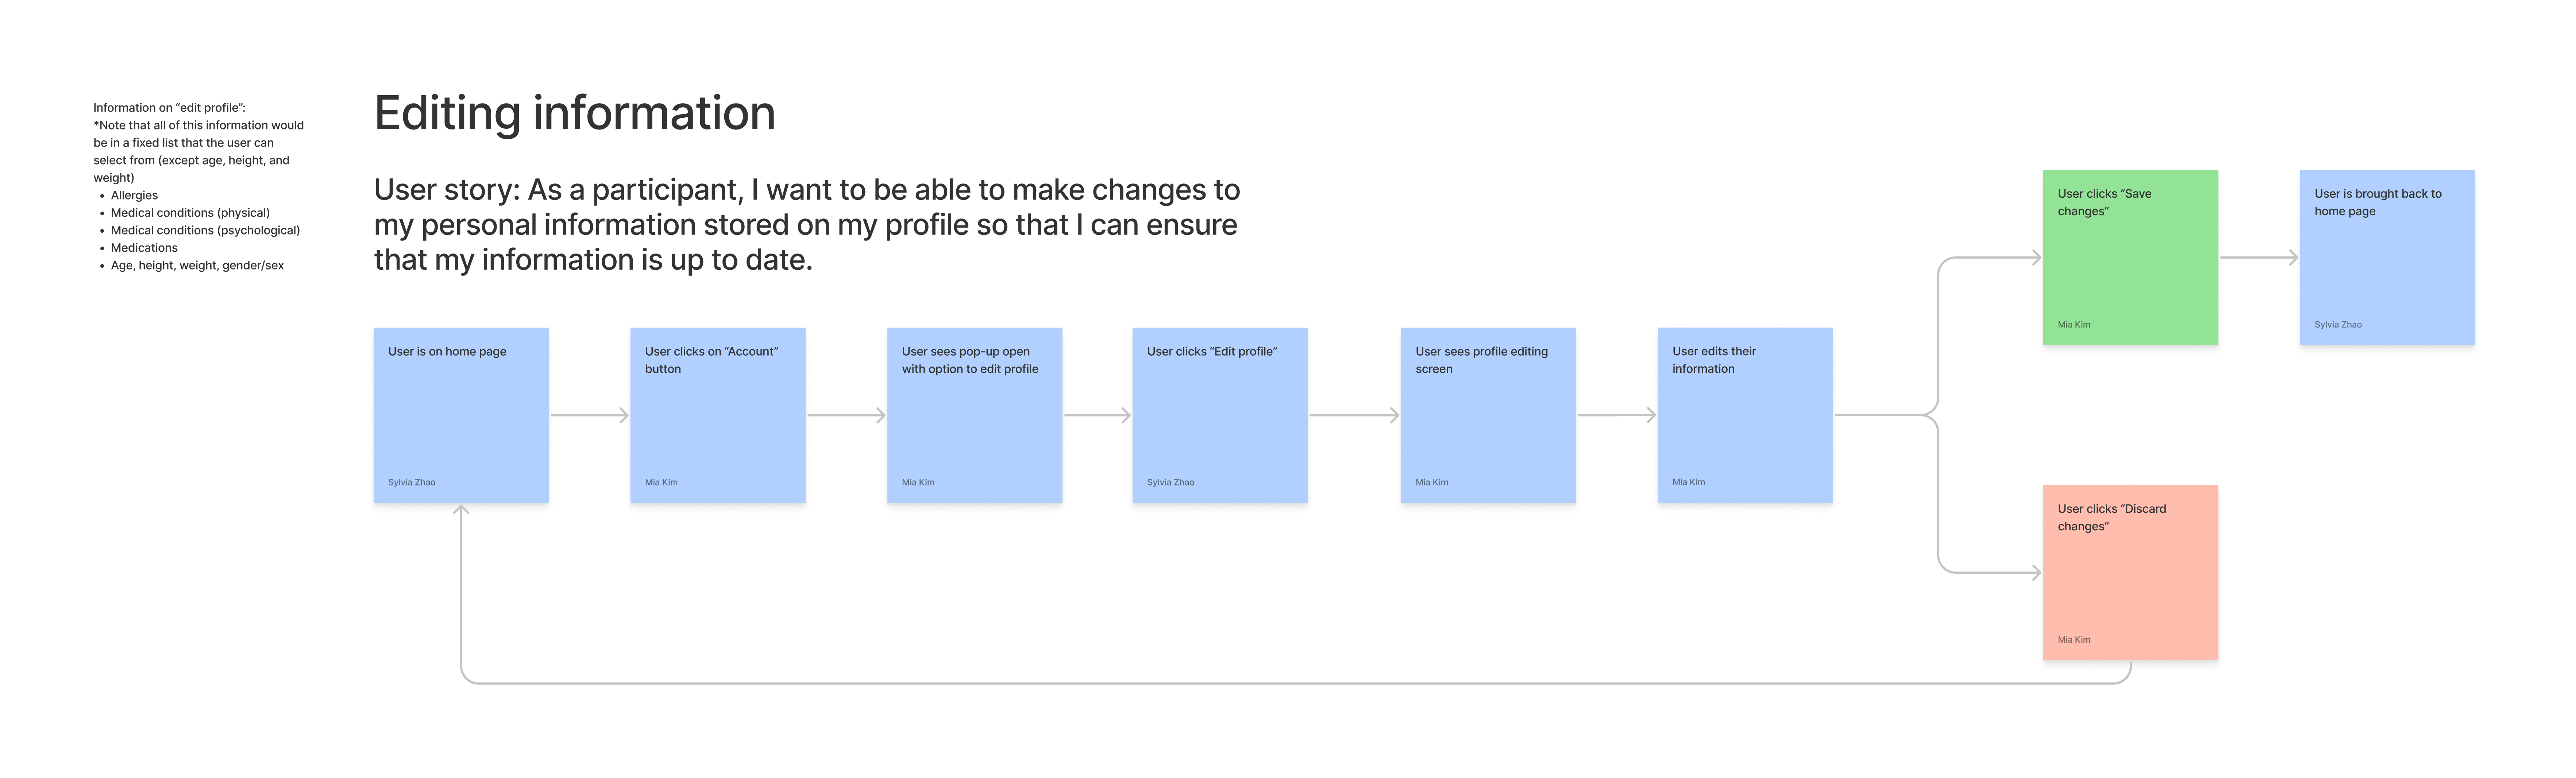 Information on “edit profile”:
*Note that all of this information would
be in a fixed list that the user can
select from (except age, height, and
weight)
• Allergies
• Medical conditions (physical)
• Medical conditions (psychological)
• Medications
• Age, height, weight, gender/sex
Editing information
User story: As a participant, I want to be able to make changes to
my personal information stored on my profile so that I can ensure
that my information is up to date.
User is on home page
Sylvia Zhao
User clicks on “Account”
button
Mia Kim
User sees pop-up open
with option to edit profile
Mia Kim
User clicks “Edit profile”
Sylvia Zhao
User sees profile editing
screen
Mia Kim
User edits their
information
Mia Kim
User clicks “Save
changes”
Mia Kim
User is brought back to
home page
Sylvia Zhao
User clicks “Discard
changes”
Mia Kim